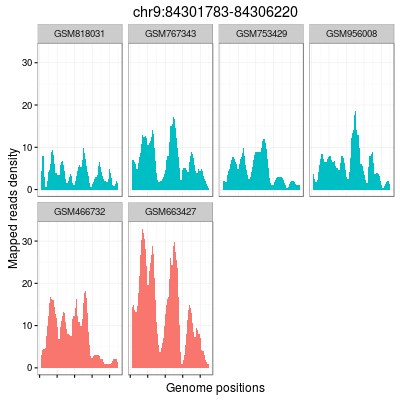 chr9:84301783-84306220
GSM818031 GSM767343 GSM753429 GSM956008
30
20
10
0
GSM466732 GSM663427
30
20
10
0
Mapped reads density
Genome positions